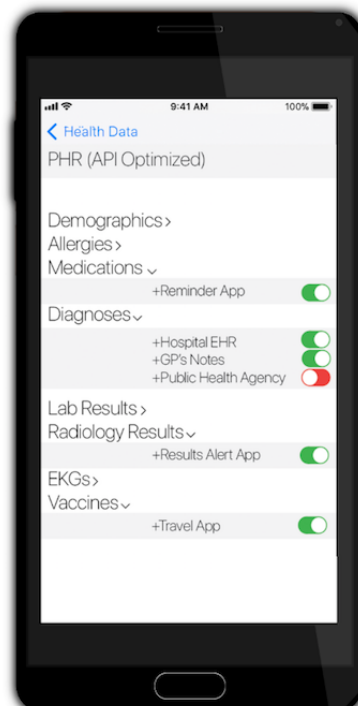 9:41 AM 100%
Health Data
PHR (API Optimized)
Demographics>
Allergies>
Medications
+Reminder App
Diagnoses
+Hospital EHR
+GP's Notes
+Public Health Agency
Lab Results >
Radiology Results
+Results Alert App
EKGs>
Vaccines
+Travel App